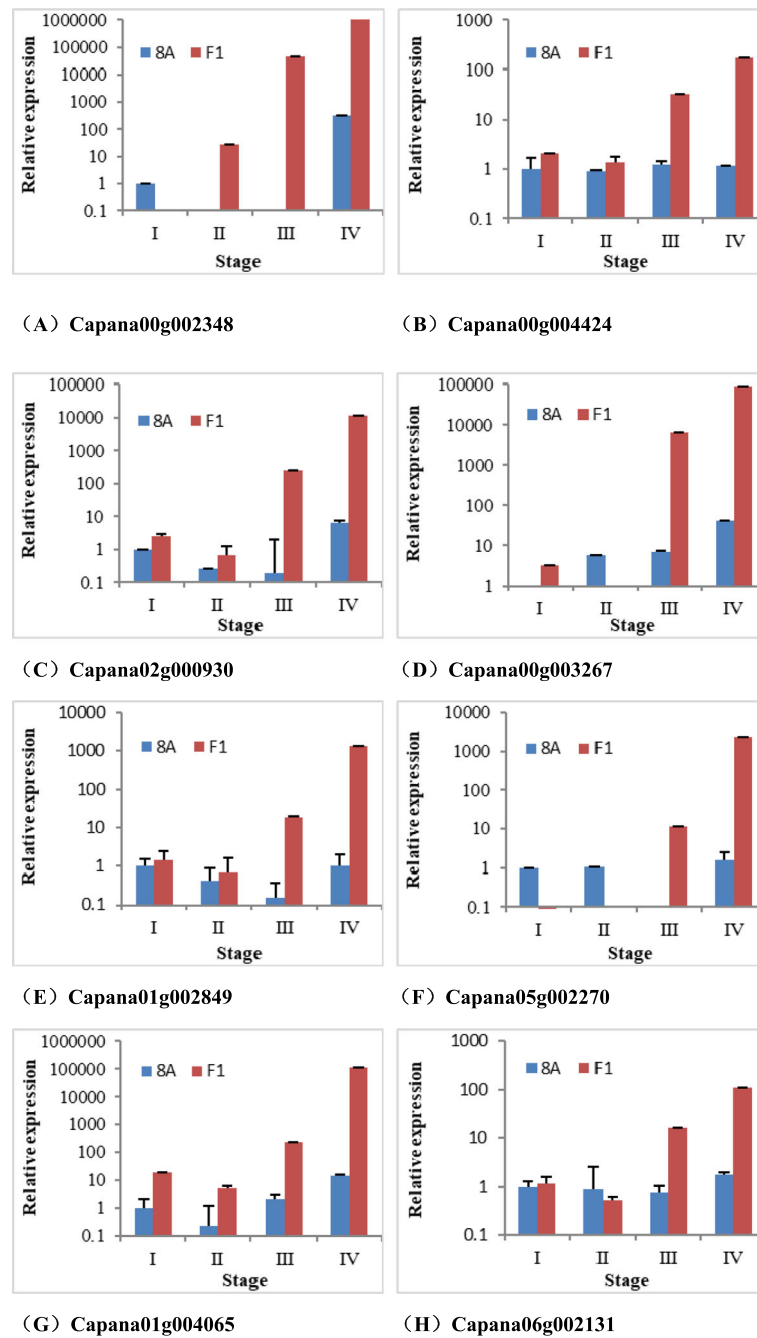 1000000
100000
10000
1000
100
10
1
0.1
Relative expression
8A F1
I II III IV
Stage
1000
100
10
1
0.1
Relative expression
8A F1
I II III IV
Stage
（A）Capana00g002348
（B）Capana00g004424
100000
10000
1000
100
10
1
0.1
Relative expression
8A F1
I II III IV
Stage
100000
10000
1000
100
10
1
Relative expression
8A F1
I II III IV
Stage
（C）Capana02g000930
（D）Capana00g003267
10000
1000
100
10
1
0.1
Relative expression
8A F1
I II III IV
Stage
10000
1000
100
10
1
0.1
Relative expression
8A F1
I II III IV
Stage
（E）Capana01g002849
（F）Capana05g002270
1000000
100000
10000
1000
100
10
1
0.1
Relative expression
8A F1
I II III IV
Stage
1000
100
10
1
0.1
Relative expression
8A F1
I II III IV
Stage
（G）Capana01g004065
（H）Capana06g002131